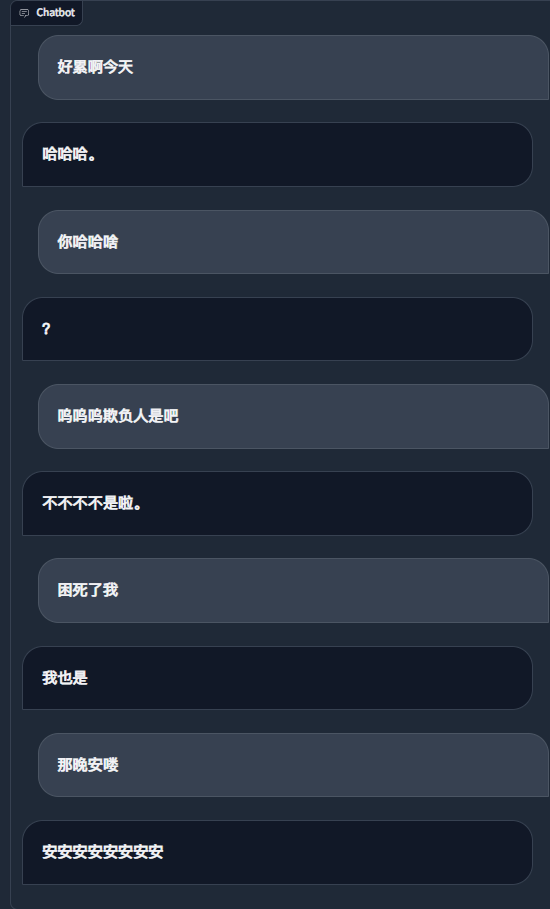 Chatbot
好累啊今天
哈哈哈。
你哈哈啥
？
呜呜呜欺负人是吧
不不不不是啦。
困死了我
我也是
那晚安喽
安安安安安安安安